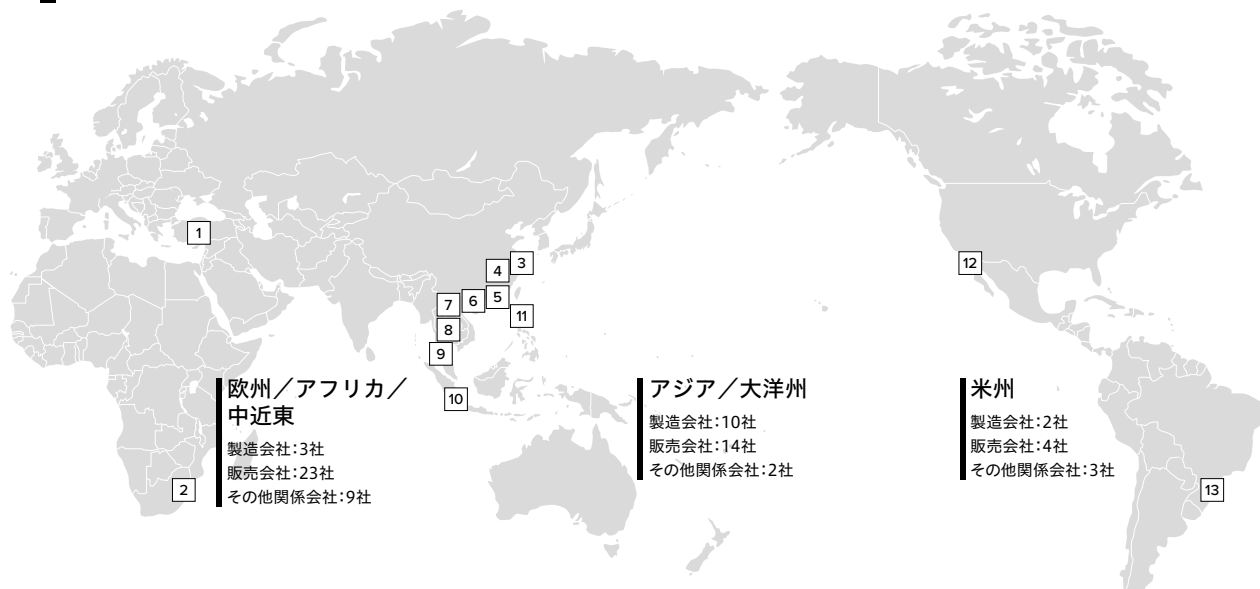 1
2
3
4
5
6
7
8
9
10
11
12
13
欧州／アフリカ／
中近東
製造会社：3社
販売会社：23社
その他関係会社：9社
アジア／大洋州
製造会社：10社
販売会社：14社
その他関係会社：2社
米州
製造会社：2社
販売会社：4社
その他関係会社：3社